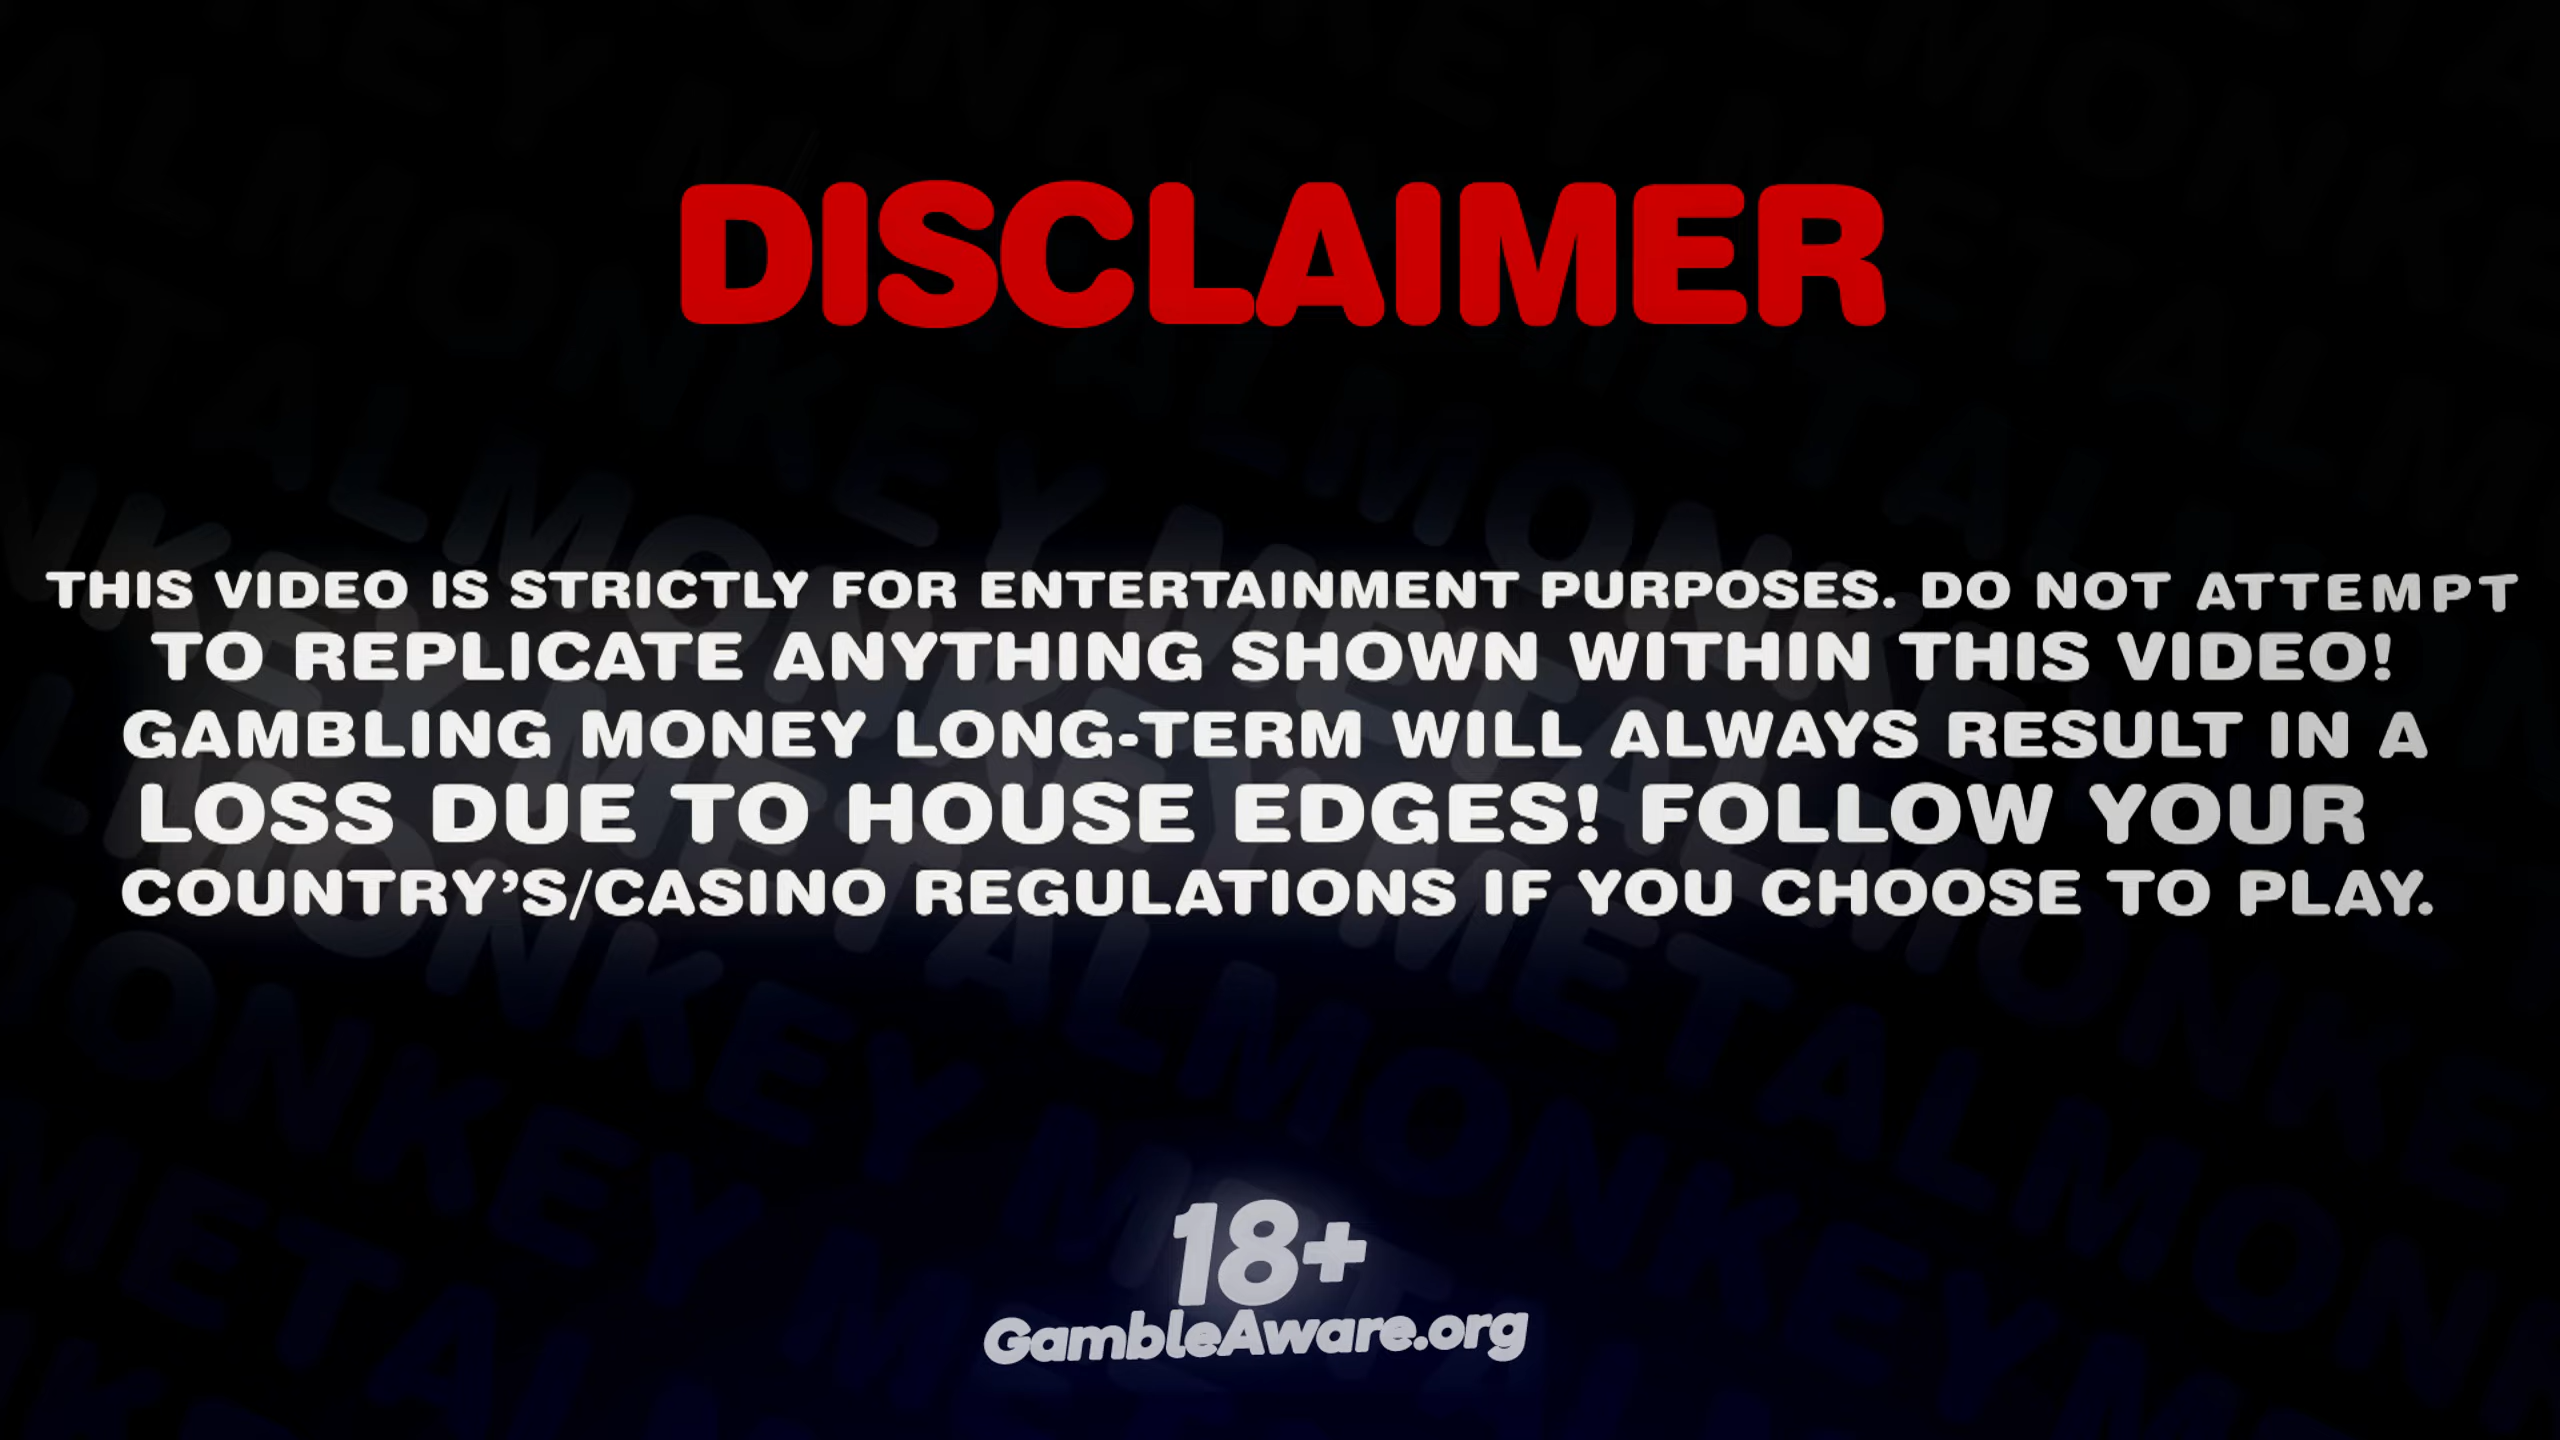 DISCLAIMER
THIS VIDEO IS STRICTLY FOR ENTERTAINMENT PURPOSES. DO NOT ATTEMPT
TO REPLICATE ANYTHING SHOWN WITHIN THIS VIDEO!
GAMBLING MONEY LONG-TERM WILL ALWAYS RESULT IN A
LOSS DUE TO HOUSE EDGES! FOLLOW YOUR
COUNTRY'S/CASINO REGULATIONS IF YOU CHOOSE TO PLAY.
18+
GambleAware.org